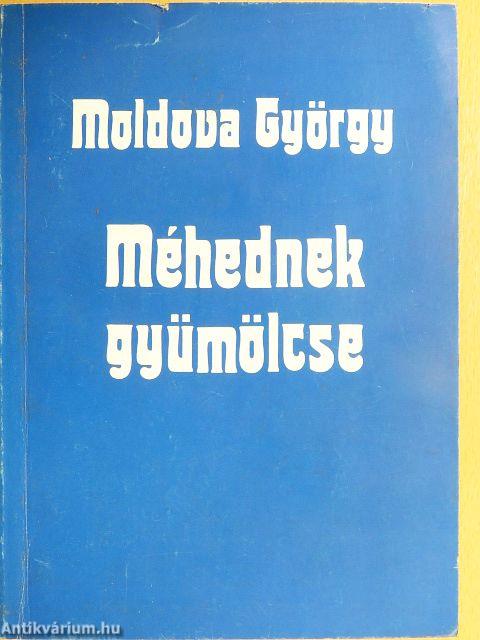 Moldova György
Méhednek
gyümölcse
Antikvárium.hu